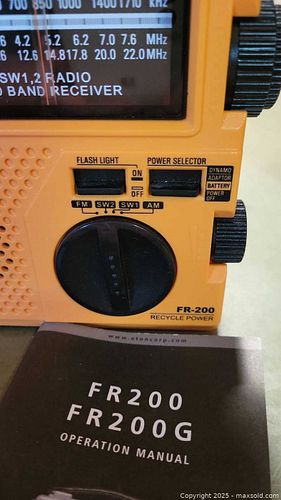 700 850 1000 1400 1710 kHz
4.2 5.2 6.2 7.0 7.6 MHz
12.6 14.8 17.8 20.0 22.0 MHz
SW1,2 RADIO
BAND RECEIVER
FLASH LIGHT
POWER SELECTOR
ON
OFF
DYNAMO
ADAPTOR
BATTERY
POWER OFF
FM SW2 SW1 AM
FR-200
RECYCLE POWER
www.etoncorp.com
FR200
FR200G
OPERATION MANUAL
Copyright 2025 - maxsold.com